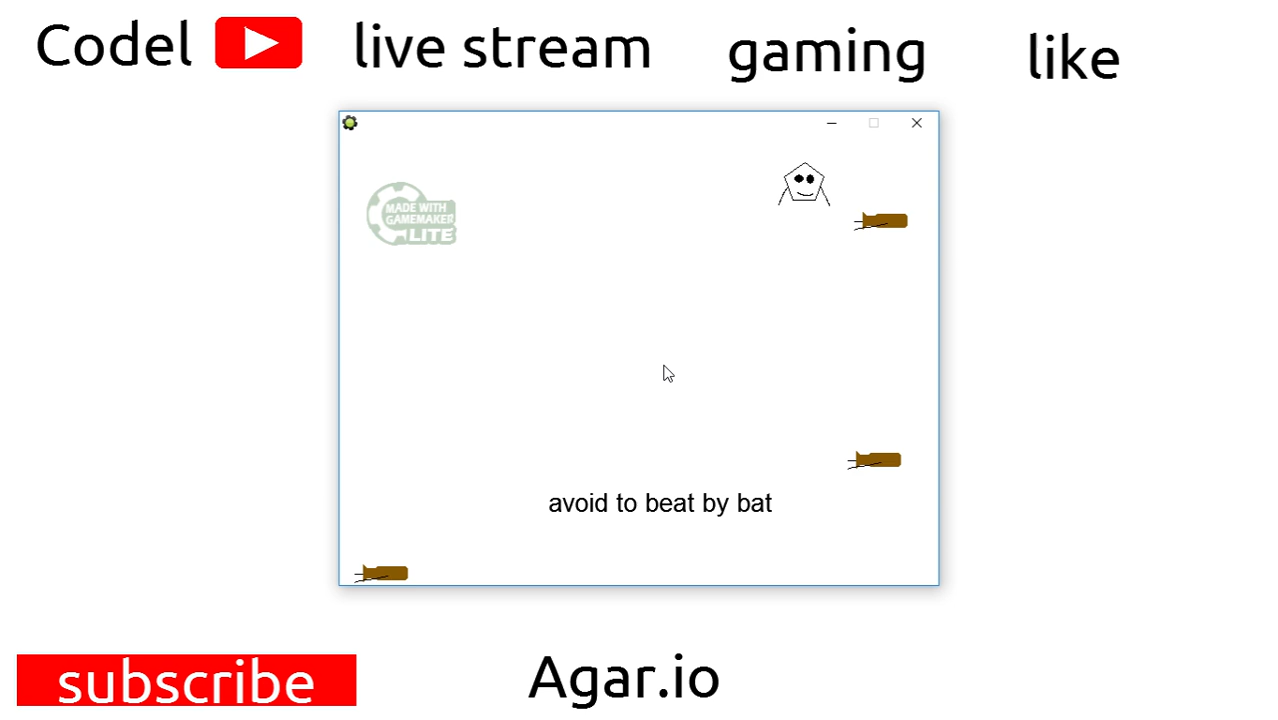 Codel
live stream
gaming
like
MADE WITH
GAMEMAKER
LITE
avoid to beat by bat
subscribe
Agar.io